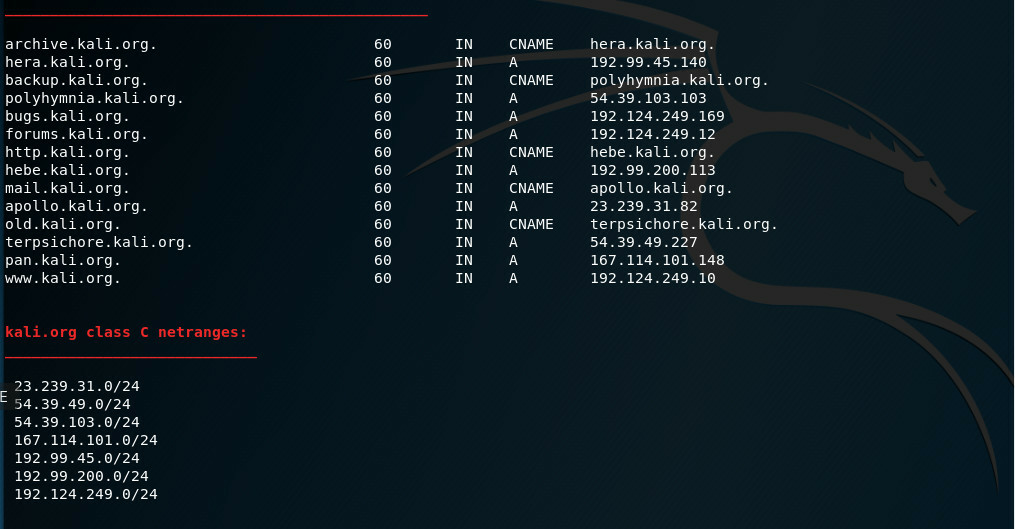 archive.kali.org. 60 IN CNAME hera.kali.org.
hera.kali.org. 60 IN A 192.99.45.140
backup.kali.org. 60 IN CNAME polyhymnia.kali.org.
polyhymnia.kali.org. 60 IN A 54.39.103.103
bugs.kali.org. 60 IN A 192.124.249.169
forums.kali.org. 60 IN A 192.124.249.12
http.kali.org. 60 IN CNAME hebe.kali.org.
hebe.kali.org. 60 IN A 192.99.200.113
mail.kali.org. 60 IN CNAME apollo.kali.org.
apollo.kali.org. 60 IN A 23.239.31.82
old.kali.org. 60 IN CNAME terpsichore.kali.org.
terpsichore.kali.org. 60 IN A 54.39.49.227
pan.kali.org. 60 IN A 167.114.101.148
www.kali.org. 60 IN A 192.124.249.10
kali.org class C netranges:
23.239.31.0/24
E
54.39.49.0/24
54.39.103.0/24
167.114.101.0/24
192.99.45.0/24
192.99.200.0/24
192.124.249.0/24